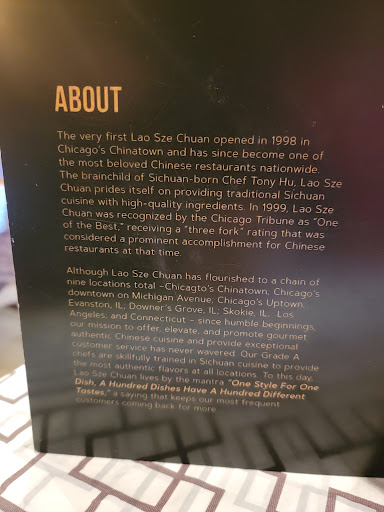 ABOUT
The very first Lao Sze Chuan opened in 1998 in
Chicago's Chinatown and has since become one of
the most beloved Chinese restaurants nationwide.
The brainchild of Sichuan-born Chef Tony Hu, Lao Sze
Chuan prides itself on providing traditional Sichuan
cuisine with high-quality ingredients. In 1999, Lao Sze
Chuan was recognized by the Chicago Tribune as "One
of the Best," receiving a "three fork" rating that was
considered a prominent accomplishment for Chinese
restaurants at that time.
Although Lao Sze Chuan has flourished to a chain of
nine locations total –Chicagto's Chinatown, Chicago's
downtown on Michigan Avenue; Chicago's Uptown;
Evanston, IL; Downer's Grove, IL; Skokie, IL; Los
Angeles; and Connecticut – since humble beginnings,
our mission to offer, elevate, and promote gourmet
authentic Chinese cuisine and provide exceptional
customer service has never wavered. Our Grade A
chefs are skillfully trained in Sichuan cuisine to provide
the most authentic flavors at all locations. To this day,
Lao Sze Chuan lives by the mantra "One Style For One
Dish, A Hundred Dishes Have A Hundred Different
Tastes," a saying that keeps our most frequent
customers coming back for more.